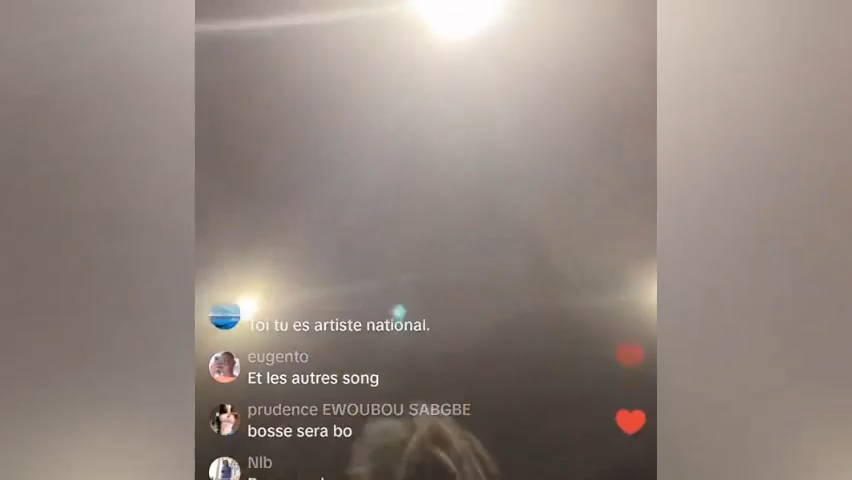 Toi tu es artiste national.
eugento
Et les autres song
prudence EWOUBOU SABGBE
bosse sera bo
Nlb